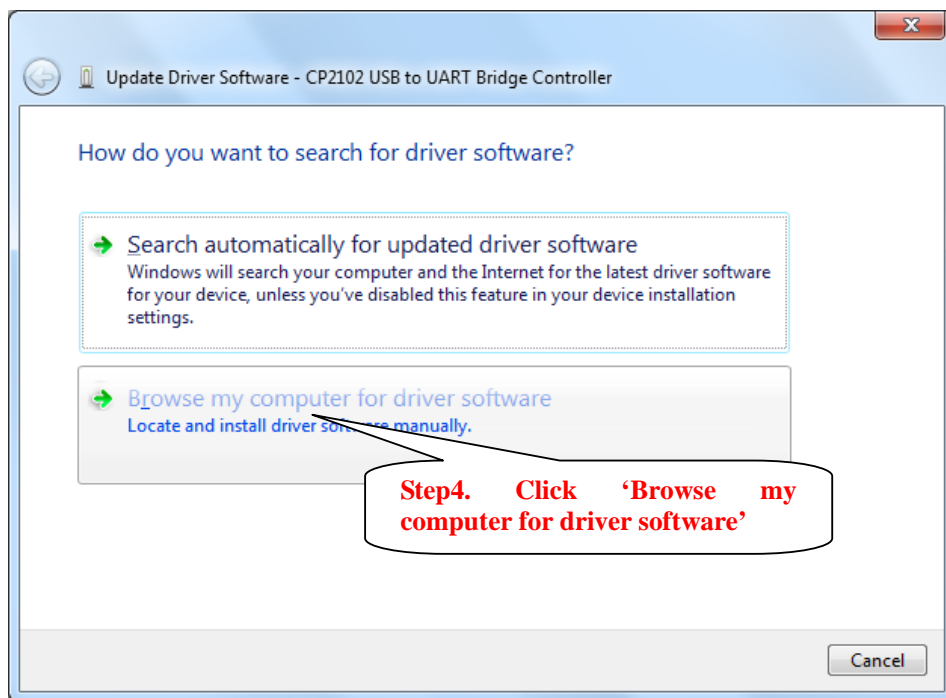 Update Driver Software - CP2102 USB to UART Bridge Controller
How do you want to search for driver software?
Search automatically for updated driver software
Windows will search your computer and the Internet for the latest driver software
for your device, unless you've disabled this feature in your device installation
settings.
Browse my computer for driver software
Locate and install driver software manually.
Step4. Click ‘Browse my
computer for driver software’
Cancel